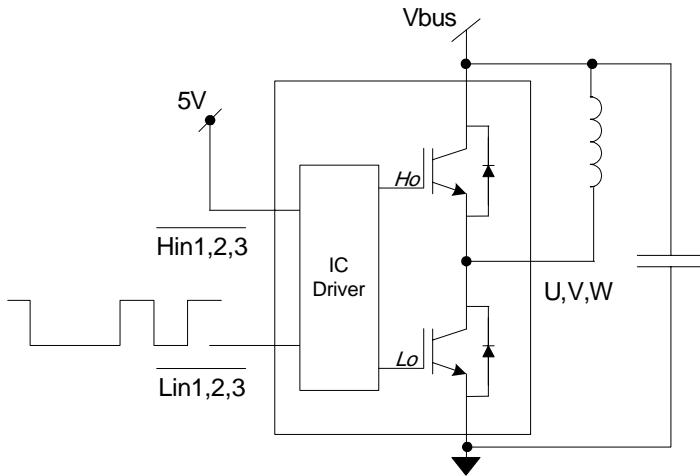 Vbus
5V
Ho
Hin1,2,3
IC
Driver
U,V,W
Lo
Lin1,2,3